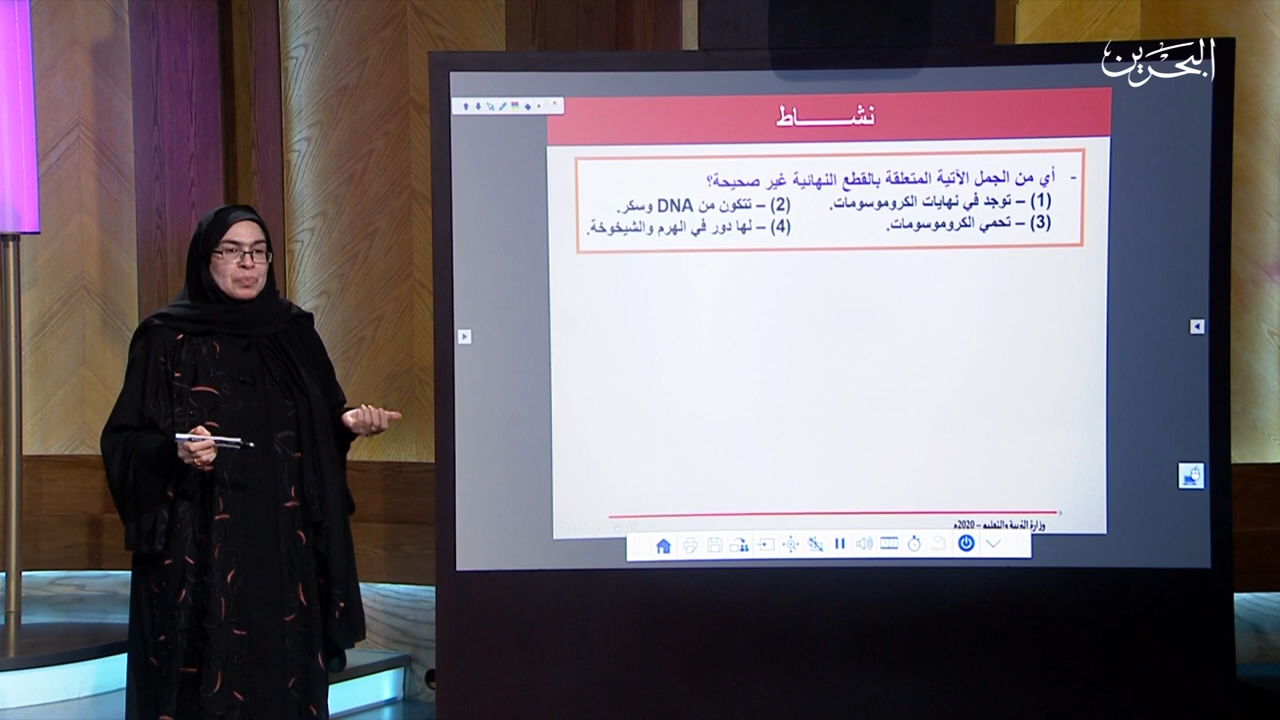 البحرين
نشـــــــاط
- أي من الجمل الآتية المتعلقة بالقطع النهائية غير صحيحة؟
(1) – توجد في نهايات الكروموسومات. (2) – تتكون من DNA وسكر.
(3) – تحمي الكروموسومات. (4) – لها دور في الهرم والشيخوخة.
وزارة التربية والتعليم – 2020م